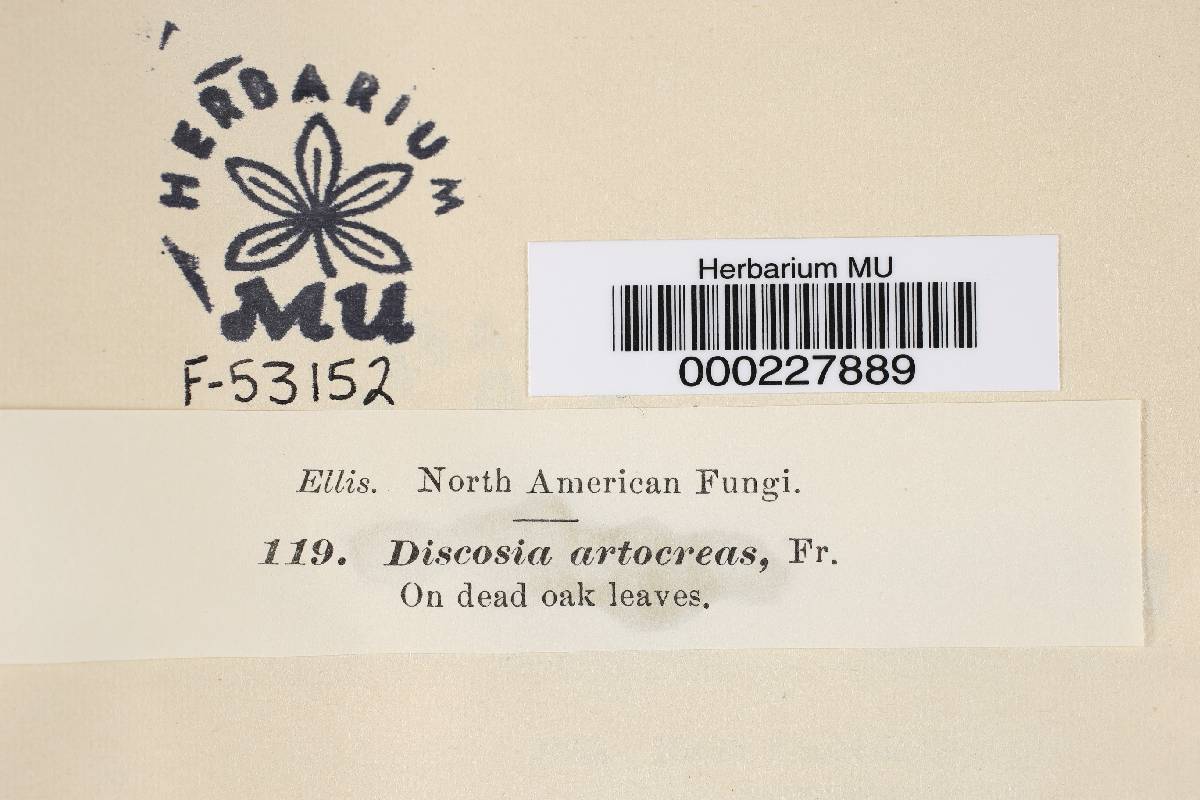 HERBARIUM
MU
F-53152
Herbarium MU
000227889
Ellis. North American Fungi.
119. Discosia artocreas, Fr.
On dead oak leaves.